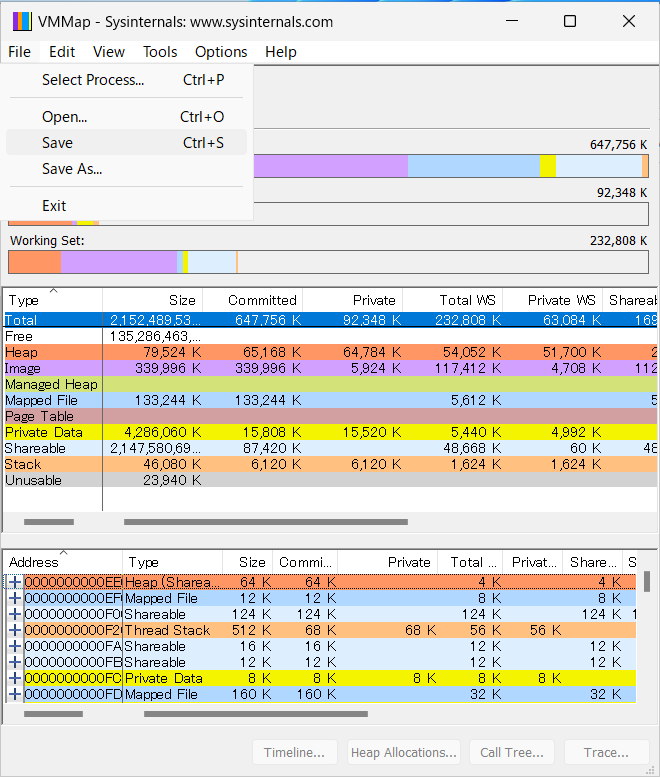 VMMap - Sysinternals: www.sysinternals.com
File Edit View Tools Options Help
Select Process... Ctrl+P
Open... Ctrl+O
Save Ctrl+S
Save As...
Exit
647,756 K
92,348 K
Working Set: 232,808 K
Type Size Committed Private Total WS Private WS Shareab
Total 2,152,489,53... 647,756 K 92,348 K 232,808 K 63,084 K 169
Free 135,286,463,...
Heap 79,524 K 65,168 K 64,784 K 54,052 K 51,700 K 2
Image 339,996 K 339,996 K 5,924 K 117,412 K 4,708 K 112
Managed Heap
Mapped File 133,244 K 133,244 K 5,612 K 5
Page Table
Private Data 4,286,060 K 15,808 K 15,520 K 5,440 K 4,992 K
Shareable 2,147,580,69... 87,420 K 48,668 K 60 K 48
Stack 46,080 K 6,120 K 6,120 K 1,624 K 1,624 K
Unusable 23,940 K
Address Type Size Commi... Private Total ... Privat... Share... S
0000000000EE Heap (Sharea... 64 K 64 K 4 K 4 K
0000000000EF Mapped File 12 K 12 K 8 K 8 K
0000000000F0 Shareable 124 K 124 K 124 K 124 K 1
0000000000F2 Thread Stack 512 K 68 K 68 K 56 K 56 K
0000000000FA Shareable 16 K 16 K 12 K 12 K
0000000000FB Shareable 12 K 12 K 12 K 12 K
0000000000FC Private Data 8 K 8 K 8 K 8 K 8 K
0000000000FD Mapped File 160 K 160 K 32 K 32 K
Timeline... Heap Allocations... Call Tree... Trace...